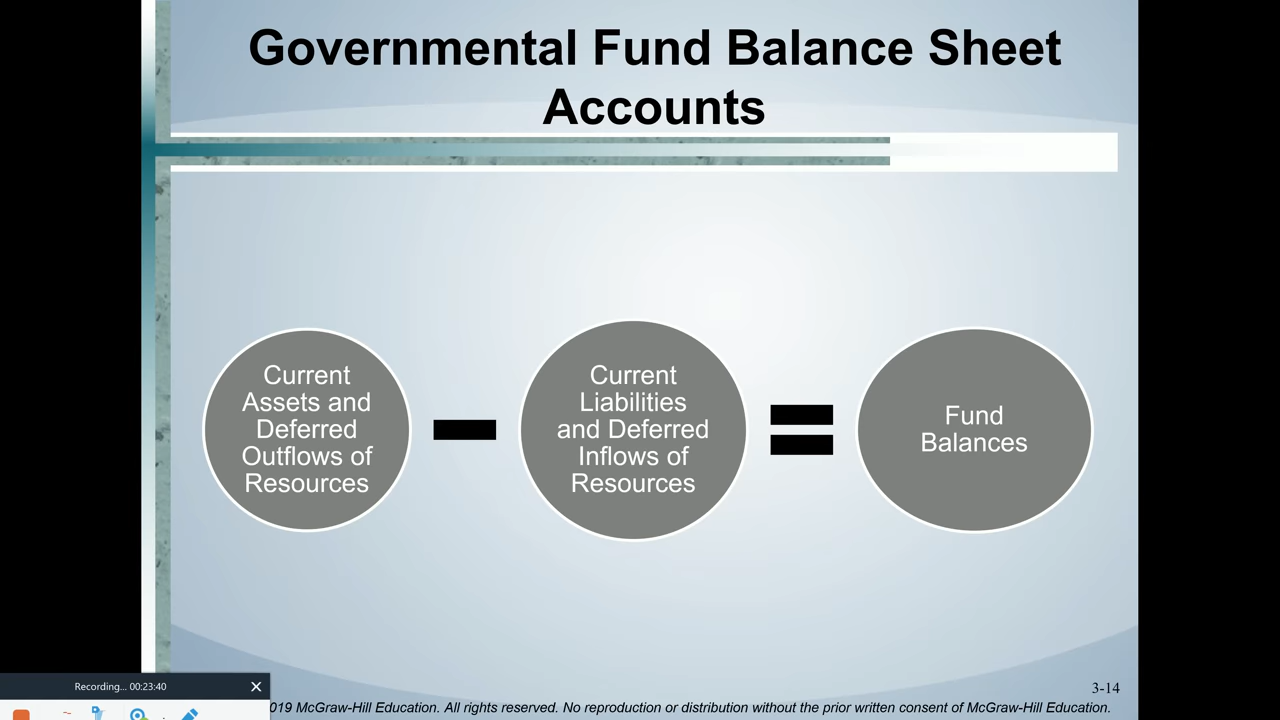 Governmental Fund Balance Sheet
Accounts
Current
Assets and
Deferred
Outflows of
Resources
Current
Liabilities
and Deferred
Inflows of
Resources
Fund
Balances
3-14
Recording... 00:23:40
019 McGraw-Hill Education. All rights reserved. No reproduction or distribution without the prior written consent of McGraw-Hill Education.